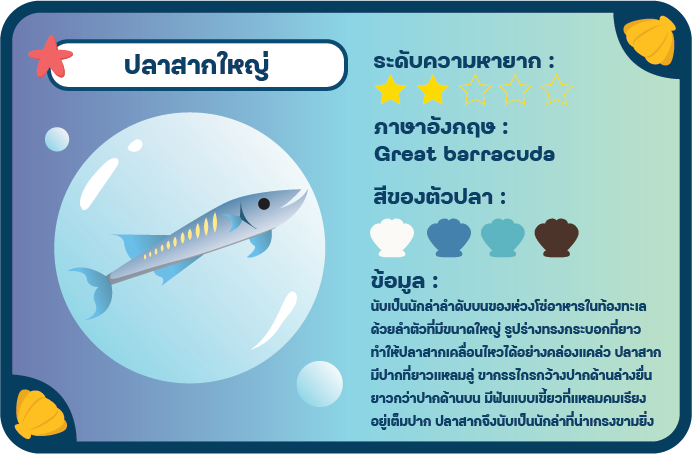 ปลาสากใหญ่
ระดับความหายาก :
ภาษาอังกฤษ :
Great barracuda
สีของตัวปลา :
ข้อมูล :
นับเป็นนักล่าลำดับบนของห่วงโซ่อาหารในท้องทะเล
ด้วยลำตัวที่มีขนาดใหญ่ รูปร่างทรงกระบอกที่ยาว
ทำให้ปลาสากเคลื่อนไหวได้อย่างคล่องแคล่ว ปลาสาก
มีปากที่ยาวแหลมลู่ ขากรรไกรกว้างปากด้านล่างยื่น
ยาวกว่าปากด้านบน มีฟันแบบเขี้ยวที่แหลมคมเรียง
อยู่เต็มปาก ปลาสากจึงนับเป็นนักล่าที่น่าเกรงขามยิ่ง